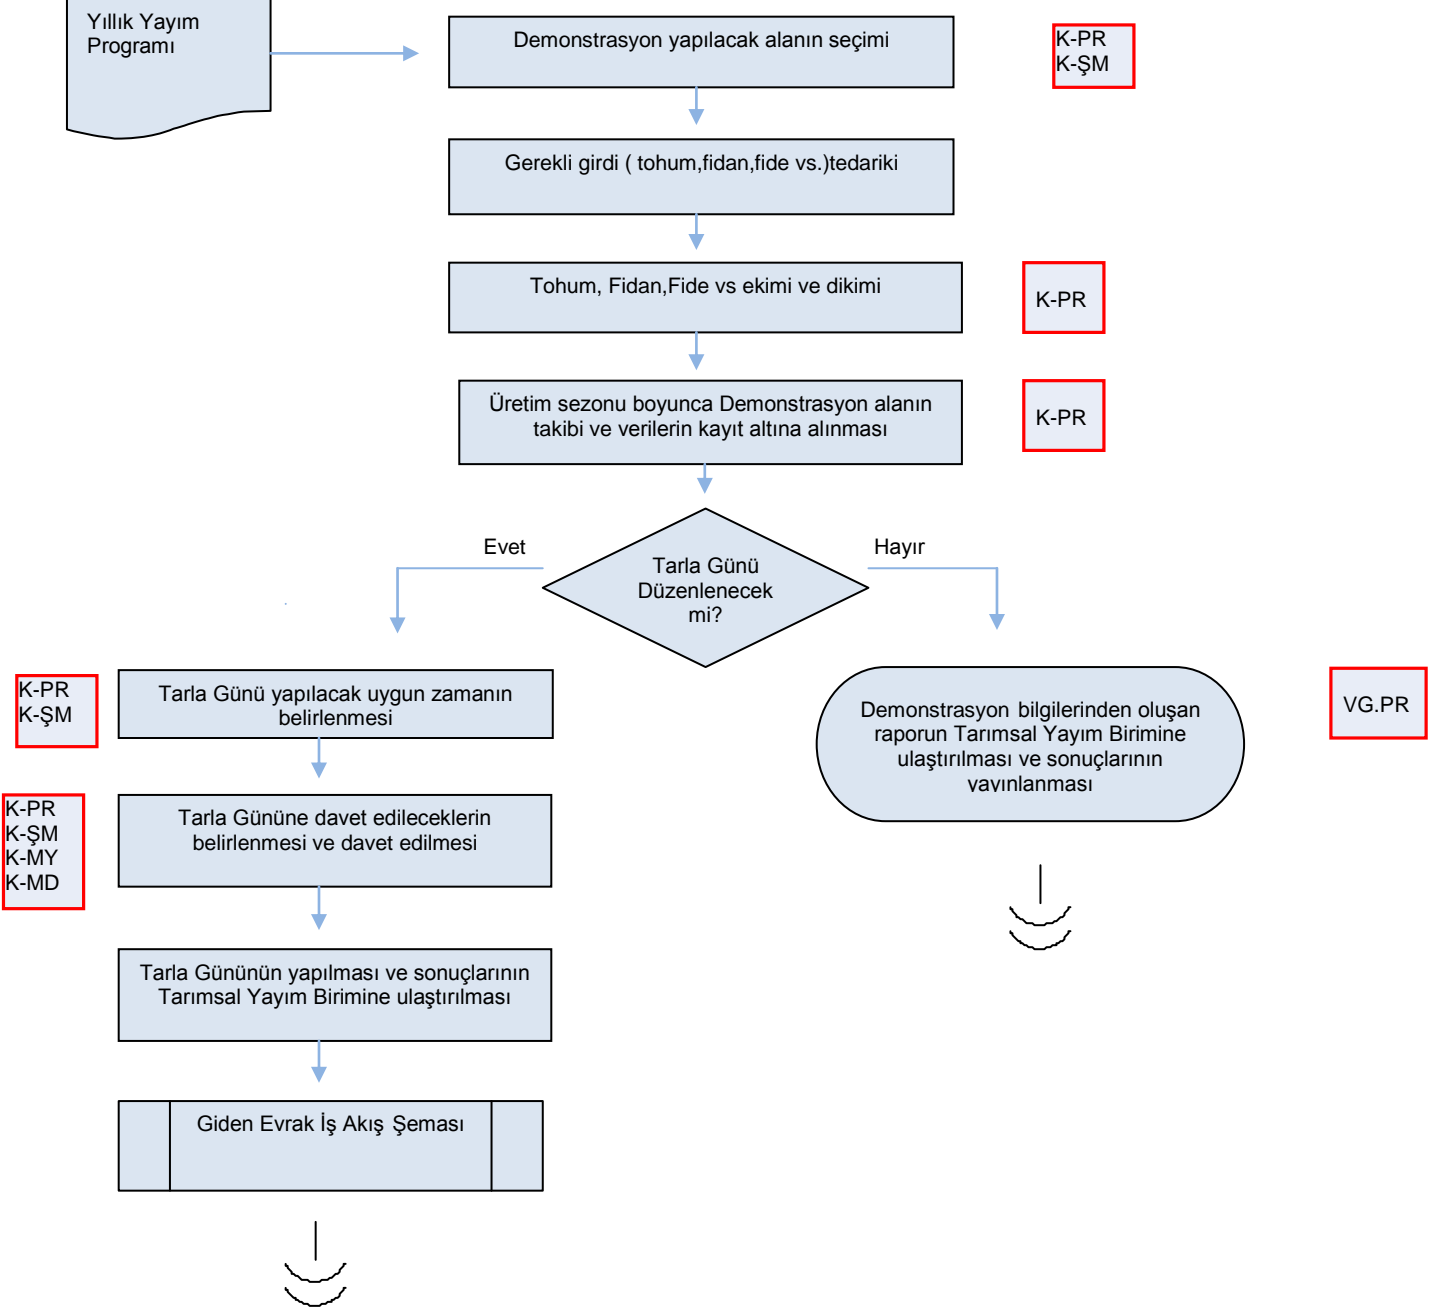 Yıllık Yayım
Programı
Demonstrasyon yapılacak alanın seçimi
K-PR
K-ŞM
Gerekli girdi ( tohum,fidan,fide vs.)tedariki
Tohum, Fidan,Fide vs ekimi ve dikimi
K-PR
Üretim sezonu boyunca Demonstrasyon alanın
takibi ve verilerin kayıt altına alınması
K-PR
Evet
Hayır
Tarla Günü
Düzenlenecek
mi?
K-PR
K-ŞM
Tarla Günü yapılacak uygun zamanın
belirlenmesi
Demonstrasyon bilgilerinden oluşan
raporun Tarımsal Yayım Birimine
ulaştırılması ve sonuçlarının
yayınlanması
VG.PR
K-PR
K-ŞM
K-MY
K-MD
Tarla Gününe davet edileceklerin
belirlenmesi ve davet edilmesi
Tarla Gününün yapılması ve sonuçlarının
Tarımsal Yayım Birimine ulaştırılması
Giden Evrak İş Akış Şeması